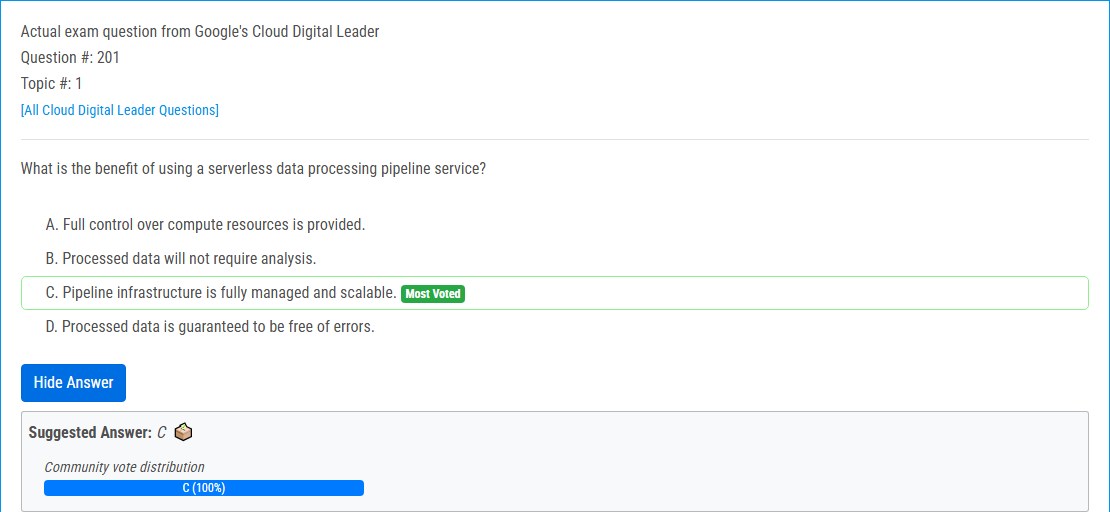 Actual exam question from Google's Cloud Digital Leader
Question #: 201
Topic #: 1
[All Cloud Digital Leader Questions]
What is the benefit of using a serverless data processing pipeline service?
A. Full control over compute resources is provided.
B. Processed data will not require analysis.
C. Pipeline infrastructure is fully managed and scalable. Most Voted
D. Processed data is guaranteed to be free of errors.
Hide Answer
Suggested Answer: C
Community vote distribution
C (100%)